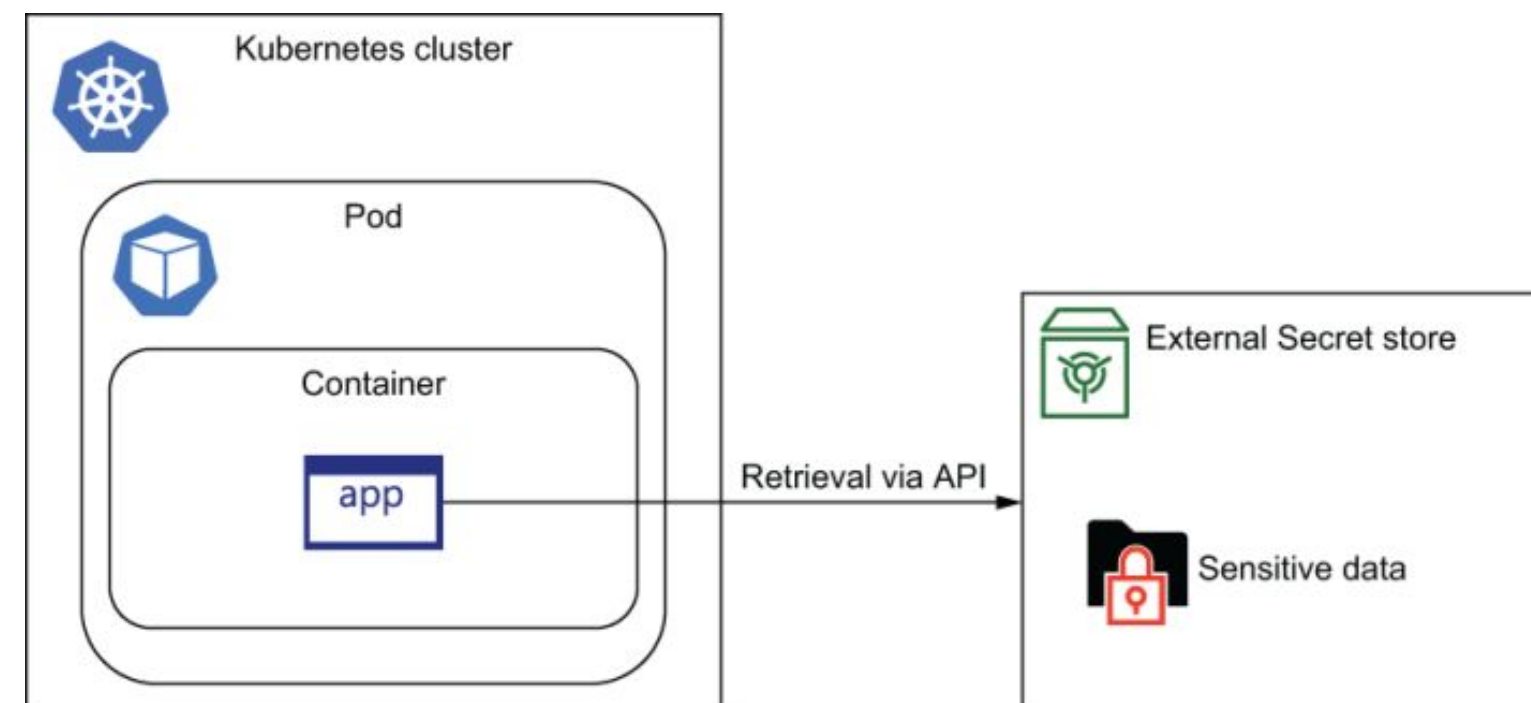 Kubernetes cluster
Pod
Container
app
Retrieval via API
External Secret store
Sensitive data